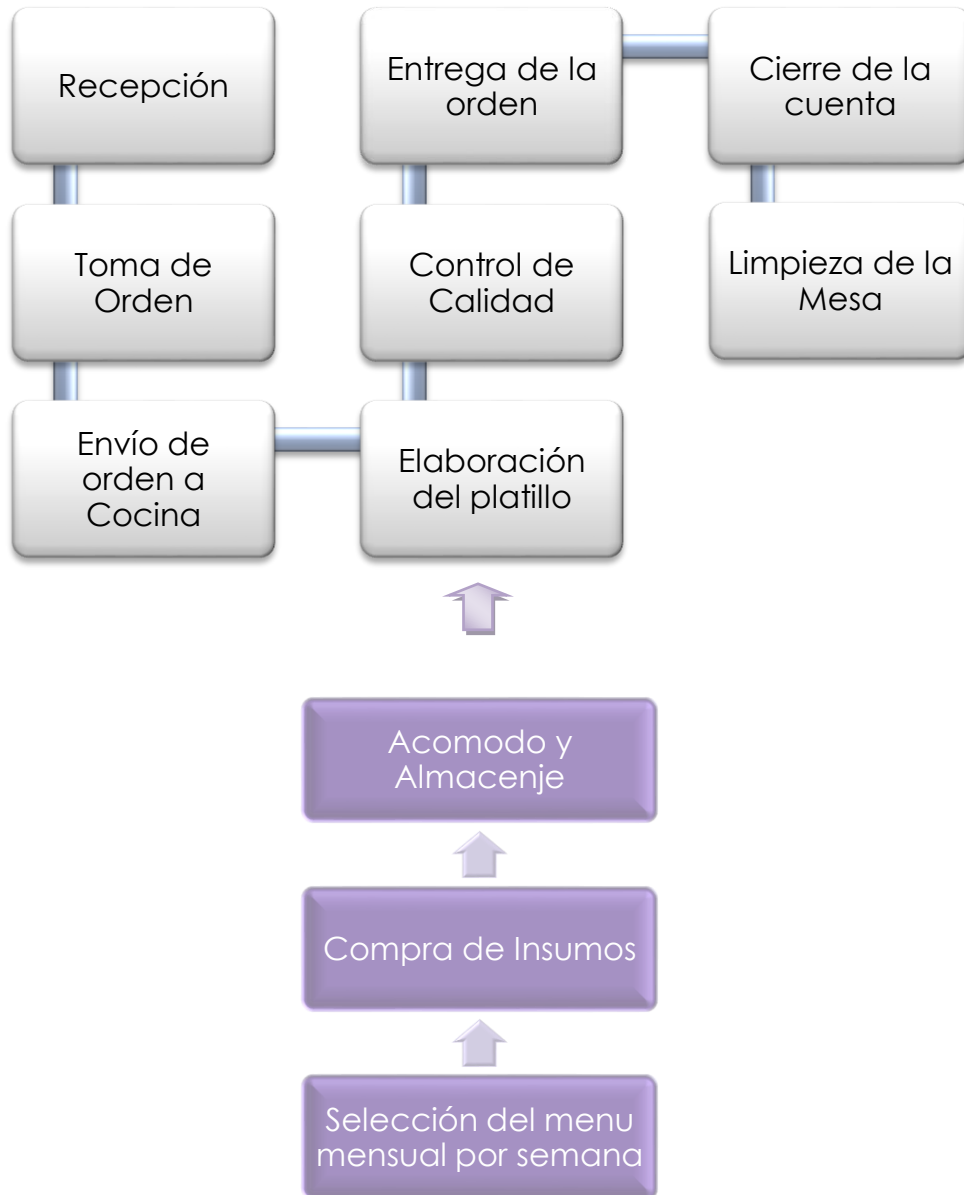 Recepción
Toma de
Orden
Envío de
orden a
Cocina
Elaboración
del platillo
Control de
Calidad
Entrega de la
orden
Cierre de la
cuenta
Limpieza de la
Mesa
Acomodo y
Almacenje
Compra de Insumos
Selección del menu
mensual por semana